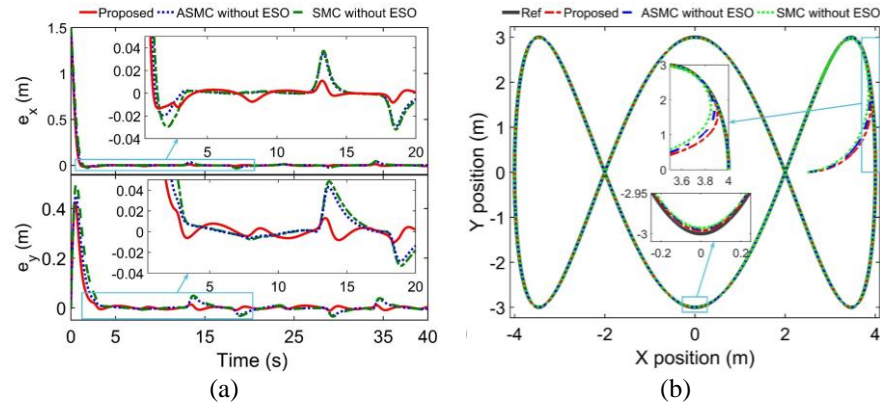 Proposed ASMC without ESO SMC without ESO
1.5
1
0.5
0
e_x (m)
0.04
0.02
0
-0.02
-0.04
5 10 15 20
0.4
0.2
0
e_y (m)
0.04
0.02
0
-0.02
-0.04
5 10 15 20
0 5 15 25 35 40
Time (s)
(a)
(b)
Ref Proposed ASMC without ESO SMC without ESO
3
2
1
0
-1
-2
-3
Y position (m)
3
2
1
0
3.6 3.8 4
-2.95
-3
-0.2 0 0.2
-4 -2 0 2 4
X position (m)
(b)